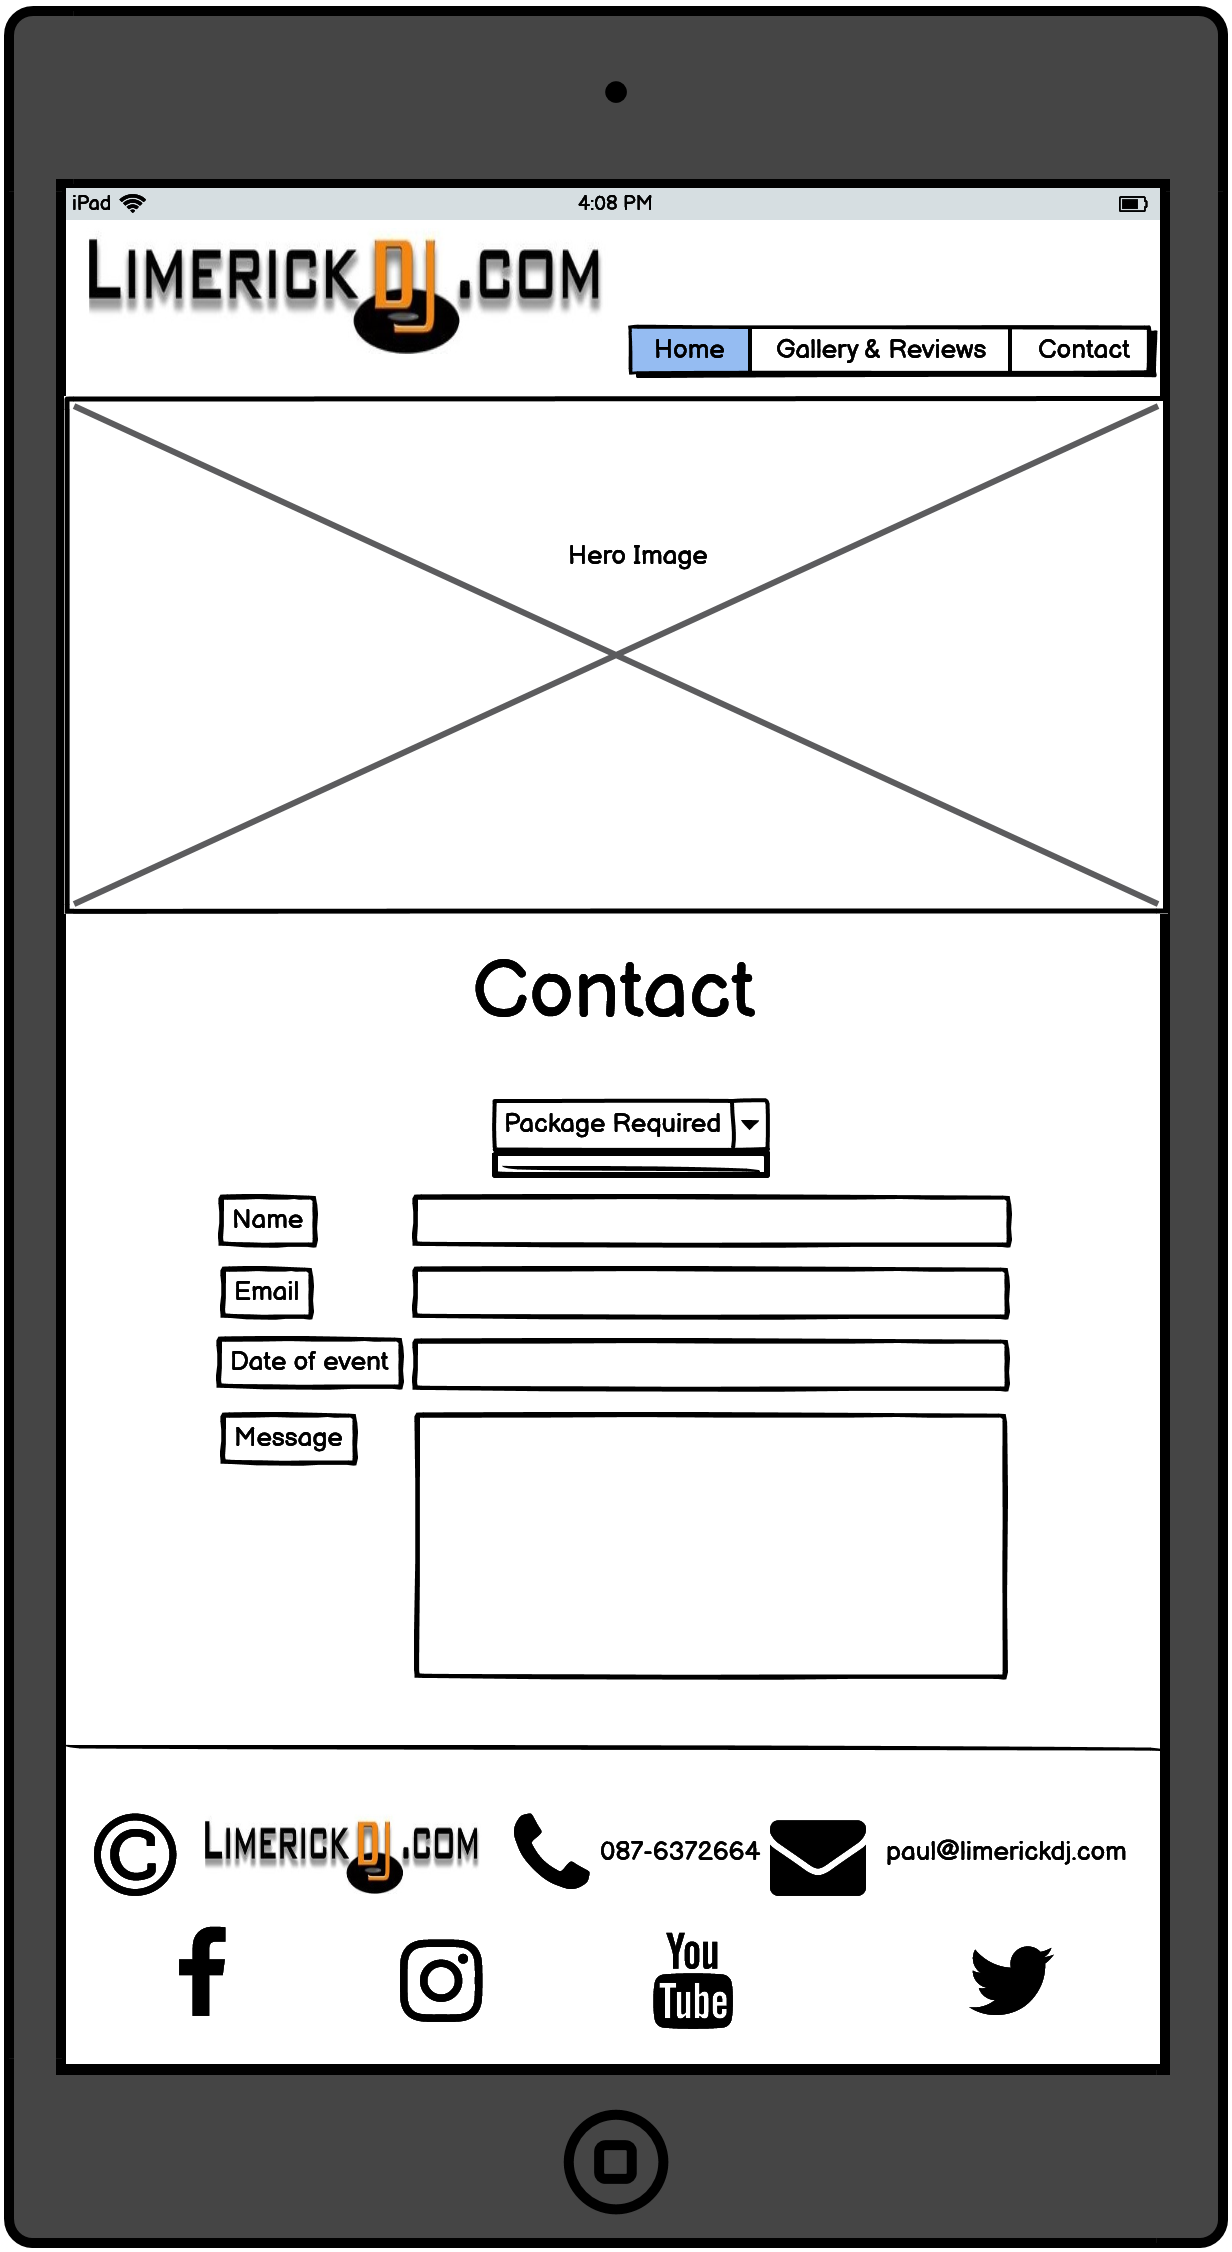 iPad 4:08 PM
LIMERICK DJ.COM
Home Gallery & Reviews Contact
Hero Image
Contact
Package Required
Name
Email
Date of event
Message
© LIMERICK DJ.COM 087-6372664 paul@limerickdj.com
f You
Tube